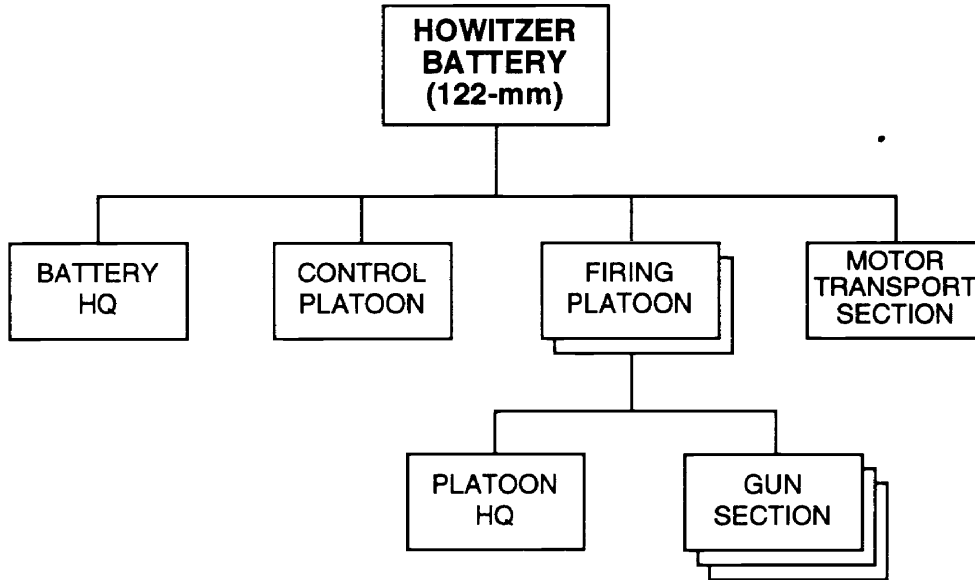 HOWITZER
BATTERY
(122-mm)
BATTERY
HQ
CONTROL
PLATOON
FIRING
PLATOON
MOTOR
TRANSPORT
SECTION
PLATOON
HQ
GUN
SECTION